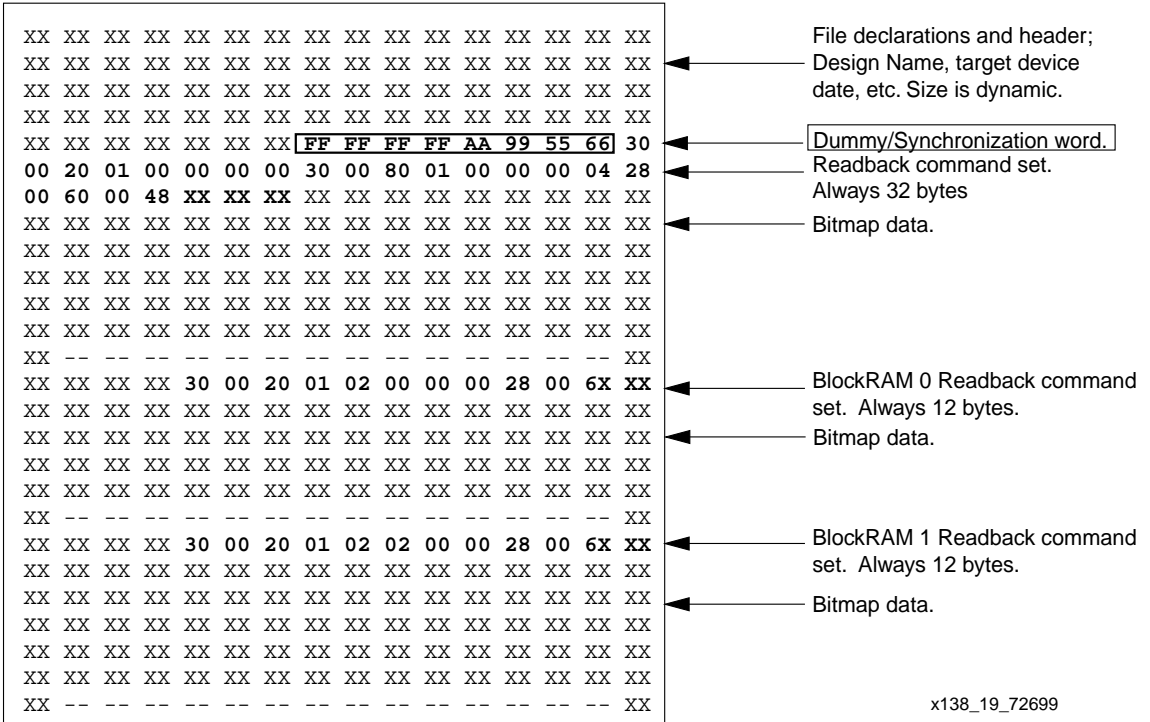 XX XX XX XX XX XX XX XX XX XX XX XX XX XX XX XX File declarations and header;
XX XX XX XX XX XX XX XX XX XX XX XX XX XX XX XX Design Name, target device
XX XX XX XX XX XX XX XX XX XX XX XX XX XX XX XX date, etc. Size is dynamic.
XX XX XX XX XX XX XX XX XX XX XX XX XX XX XX XX
XX XX XX XX XX XX XX FF FF FF FF AA 99 55 66 30 Dummy/Synchronization word.
00 20 01 00 00 00 00 30 00 80 01 00 00 00 04 28 Readback command set.
00 60 00 48 XX XX XX XX XX XX XX XX XX XX XX XX Always 32 bytes
XX XX XX XX XX XX XX XX XX XX XX XX XX XX XX XX Bitmap data.
XX XX XX XX XX XX XX XX XX XX XX XX XX XX XX XX
XX XX XX XX XX XX XX XX XX XX XX XX XX XX XX XX
XX XX XX XX XX XX XX XX XX XX XX XX XX XX XX XX
XX XX XX XX XX XX XX XX XX XX XX XX XX XX XX XX
XX -- -- -- -- -- -- -- -- -- -- -- -- -- -- XX
XX XX XX XX 30 00 20 01 02 00 00 00 28 00 6X XX BlockRAM 0 Readback command
XX XX XX XX XX XX XX XX XX XX XX XX XX XX XX XX set. Always 12 bytes.
XX XX XX XX XX XX XX XX XX XX XX XX XX XX XX XX Bitmap data.
XX XX XX XX XX XX XX XX XX XX XX XX XX XX XX XX
XX XX XX XX XX XX XX XX XX XX XX XX XX XX XX XX
XX -- -- -- -- -- -- -- -- -- -- -- -- -- -- XX
XX XX XX XX 30 00 20 01 02 02 00 00 28 00 6X XX BlockRAM 1 Readback command
XX XX XX XX XX XX XX XX XX XX XX XX XX XX XX XX set. Always 12 bytes.
XX XX XX XX XX XX XX XX XX XX XX XX XX XX XX XX Bitmap data.
XX XX XX XX XX XX XX XX XX XX XX XX XX XX XX XX
XX XX XX XX XX XX XX XX XX XX XX XX XX XX XX XX
XX XX XX XX XX XX XX XX XX XX XX XX XX XX XX XX
XX -- -- -- -- -- -- -- -- -- -- -- -- -- -- XX x138_19_72699